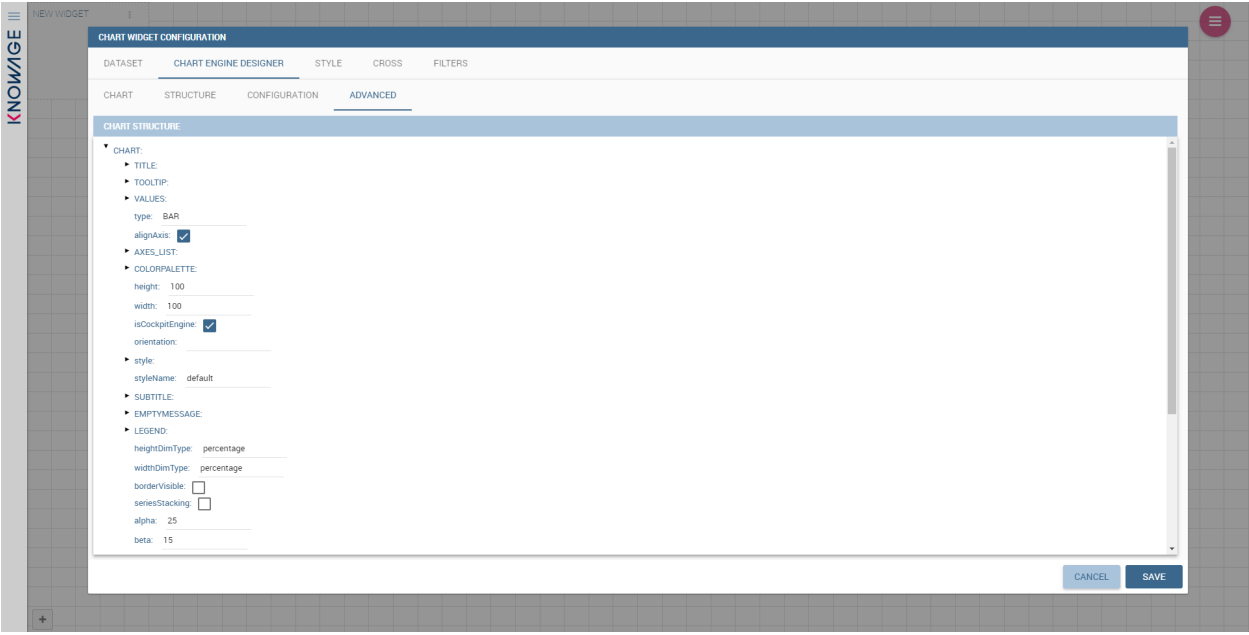 NEW WIDGET
KNOWAGE
CHART WIDGET CONFIGURATION
DATASET CHART ENGINE DESIGNER STYLE CROSS FILTERS
CHART STRUCTURE CONFIGURATION ADVANCED
CHART STRUCTURE
CHART:
TITLE:
TOOLTIP:
VALUES:
type: BAR
alignAxis:
AXES_LIST:
COLORPALETTE:
height: 100
width: 100
isCockpitEngine:
orientation:
style:
styleName: default
SUBTITLE:
EMPTYMESSAGE:
LEGEND:
heightDimType: percentage
widthDimType: percentage
borderVisible:
seriesStacking:
alpha: 25
beta: 15
CANCEL SAVE